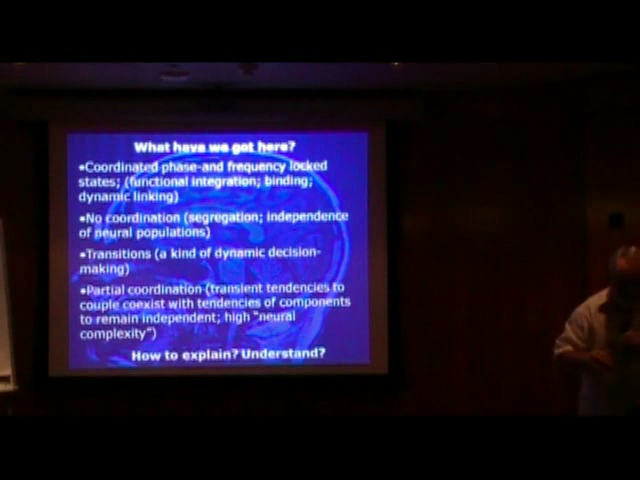 What have we got here?
•Coordinated phase-and frequency locked
states; (functional integration; binding;
dynamic linking)
•No coordination (segregation; independence
of neural populations)
•Transitions (a kind of dynamic decision-
making)
•Partial coordination (transient tendencies to
couple coexist with tendencies of components
to remain independent; high "neural
complexity")
How to explain? Understand?